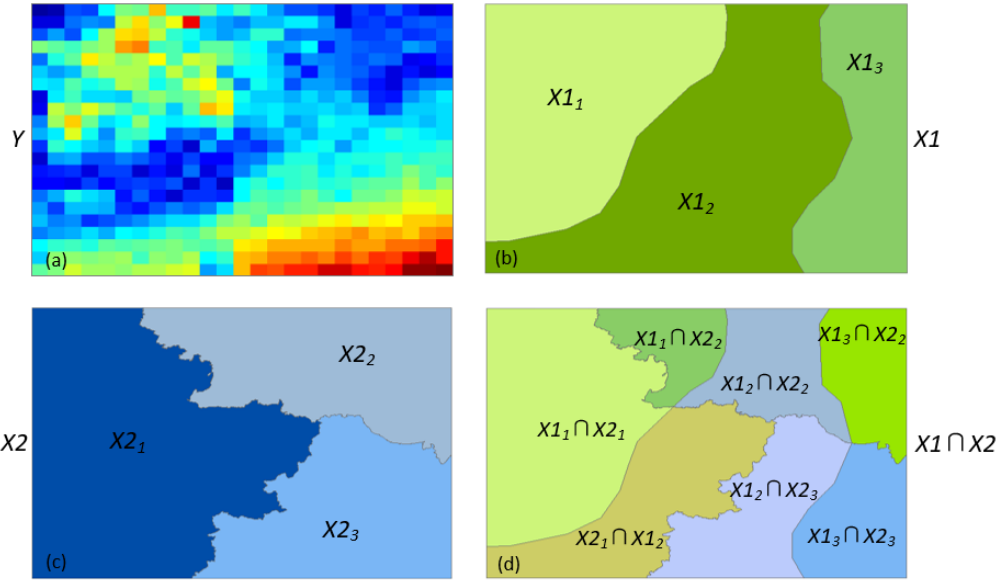 Y
(a)
X1₁
X1₂
X1₃
(b)
X1
X2
X2₁
X2₂
X2₃
(c)
X1₁∩X2₂
X1₃∩X2₂
X1₂∩X2₂
X1₁∩X2₁
X1₂∩X2₃
X2₁∩X1₂
X1₃∩X2₃
(d)
X1∩X2